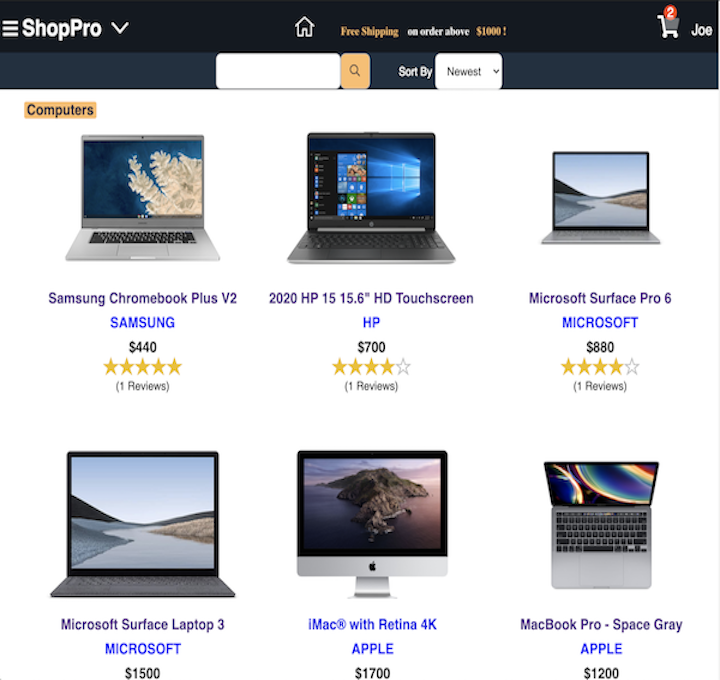 ShopPro
Free Shipping on order above $1000 !
2
Joe
Sort By Newest
Computers
Samsung Chromebook Plus V2
SAMSUNG
$440
(1 Reviews)
2020 HP 15 15.6" HD Touchscreen
HP
$700
(1 Reviews)
Microsoft Surface Pro 6
MICROSOFT
$880
(1 Reviews)
Microsoft Surface Laptop 3
MICROSOFT
$1500
iMac® with Retina 4K
APPLE
$1700
MacBook Pro - Space Gray
APPLE
$1200